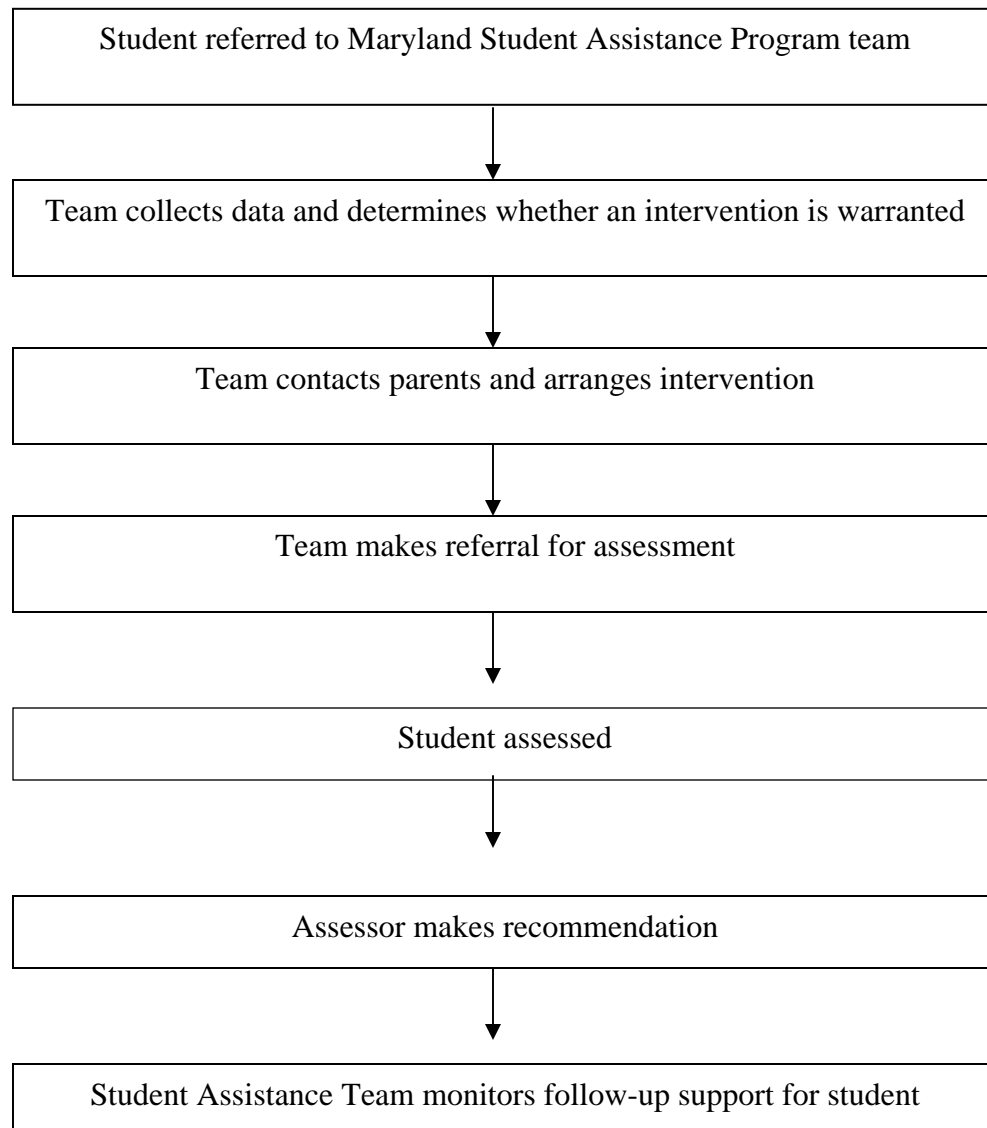 Student referred to Maryland Student Assistance Program team
Team collects data and determines whether an intervention is warranted
Team contacts parents and arranges intervention
Team makes referral for assessment
Student assessed
Assessor makes recommendation
Student Assistance Team monitors follow-up support for student